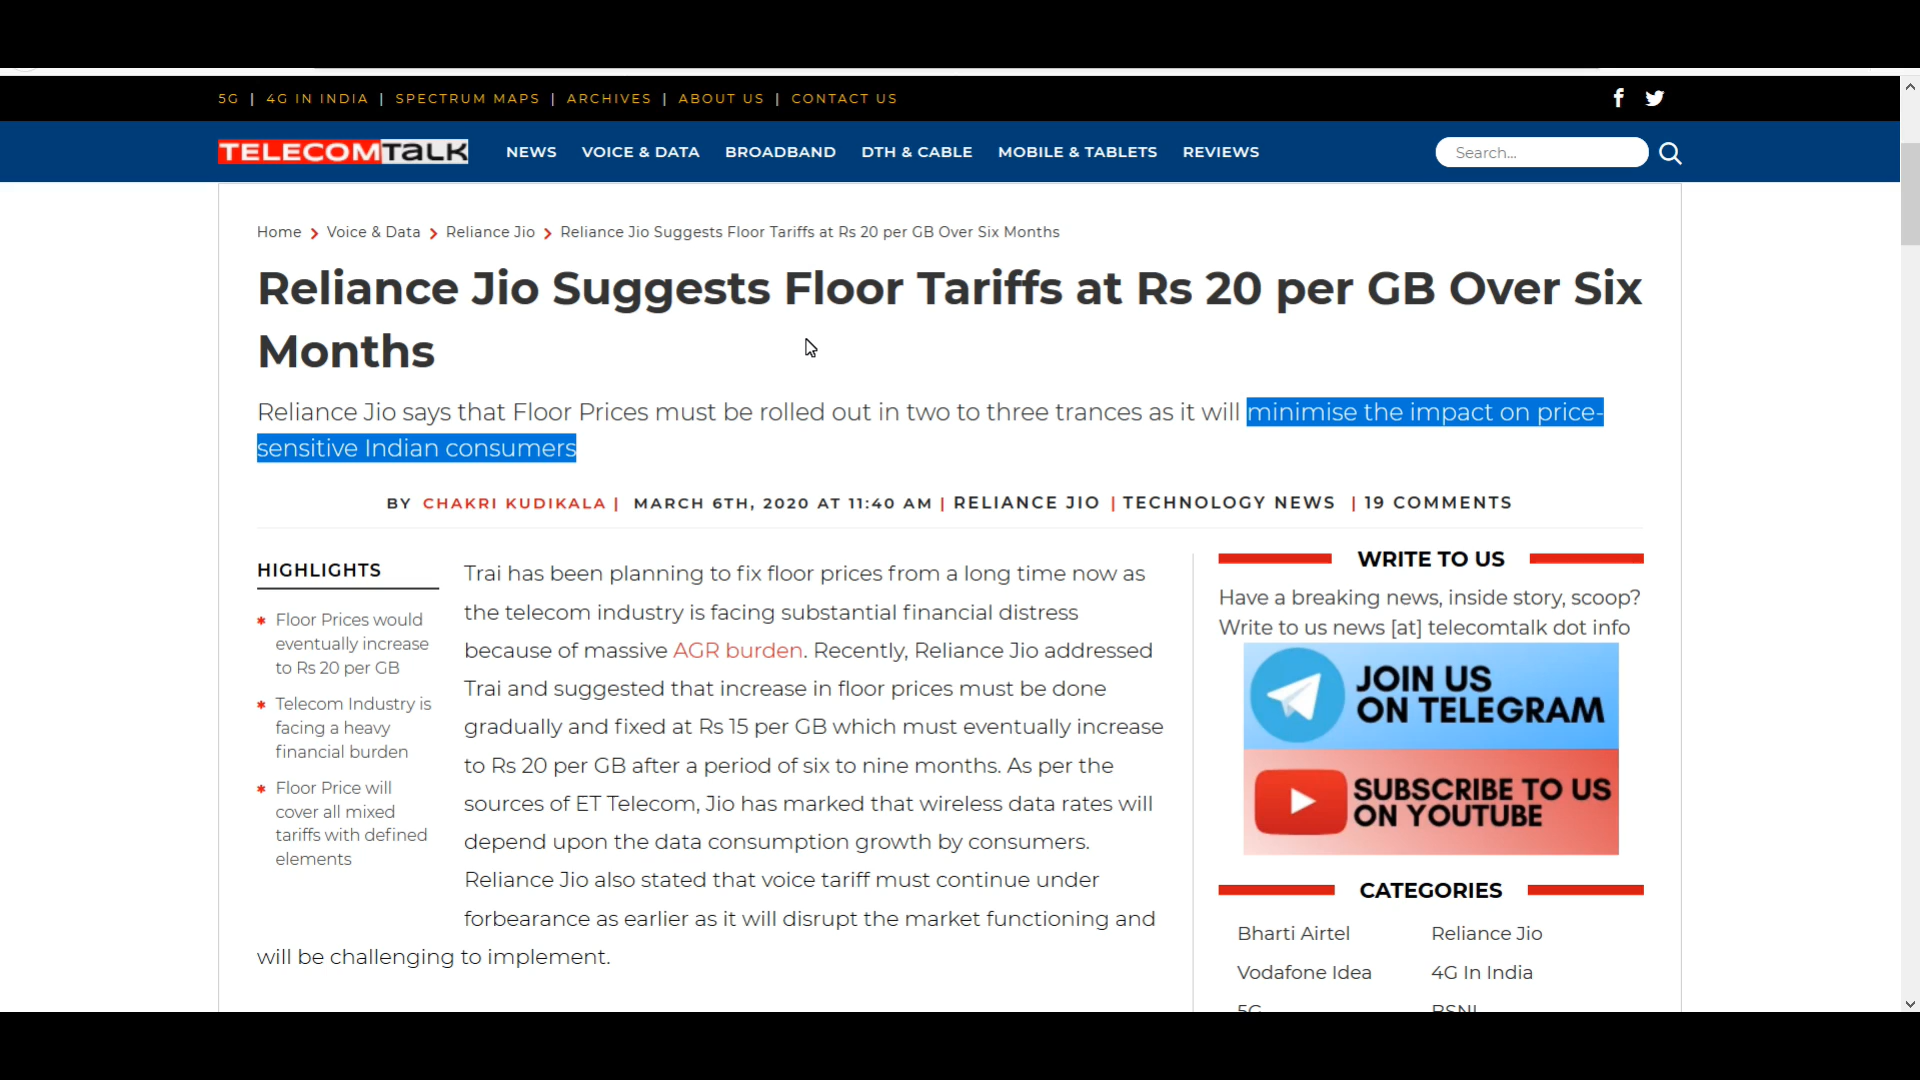 5G | 4G IN INDIA | SPECTRUM MAPS | ARCHIVES | ABOUT US | CONTACT US
TELECOMTALK NEWS VOICE & DATA BROADBAND DTH & CABLE MOBILE & TABLETS REVIEWS Search...
Home > Voice & Data > Reliance Jio > Reliance Jio Suggests Floor Tariffs at Rs 20 per GB Over Six Months
Reliance Jio Suggests Floor Tariffs at Rs 20 per GB Over Six
Months
Reliance Jio says that Floor Prices must be rolled out in two to three trances as it will minimise the impact on price-
sensitive Indian consumers
BY CHAKRI KUDIKALA | MARCH 6TH, 2020 AT 11:40 AM | RELIANCE JIO | TECHNOLOGY NEWS | 19 COMMENTS
HIGHLIGHTS
* Floor Prices would
eventually increase
to Rs 20 per GB
* Telecom Industry is
facing a heavy
financial burden
* Floor Price will
cover all mixed
tariffs with defined
elements
Trai has been planning to fix floor prices from a long time now as
the telecom industry is facing substantial financial distress
because of massive AGR burden. Recently, Reliance Jio addressed
Trai and suggested that increase in floor prices must be done
gradually and fixed at Rs 15 per GB which must eventually increase
to Rs 20 per GB after a period of six to nine months. As per the
sources of ET Telecom, Jio has marked that wireless data rates will
depend upon the data consumption growth by consumers.
Reliance Jio also stated that voice tariff must continue under
forbearance as earlier as it will disrupt the market functioning and
will be challenging to implement.
WRITE TO US
Have a breaking news, inside story, scoop?
Write to us news [at] telecomtalk dot info
JOIN US
ON TELEGRAM
SUBSCRIBE TO US
ON YOUTUBE
CATEGORIES
Bharti Airtel Reliance Jio
Vodafone Idea 4G In India
5G BSNL